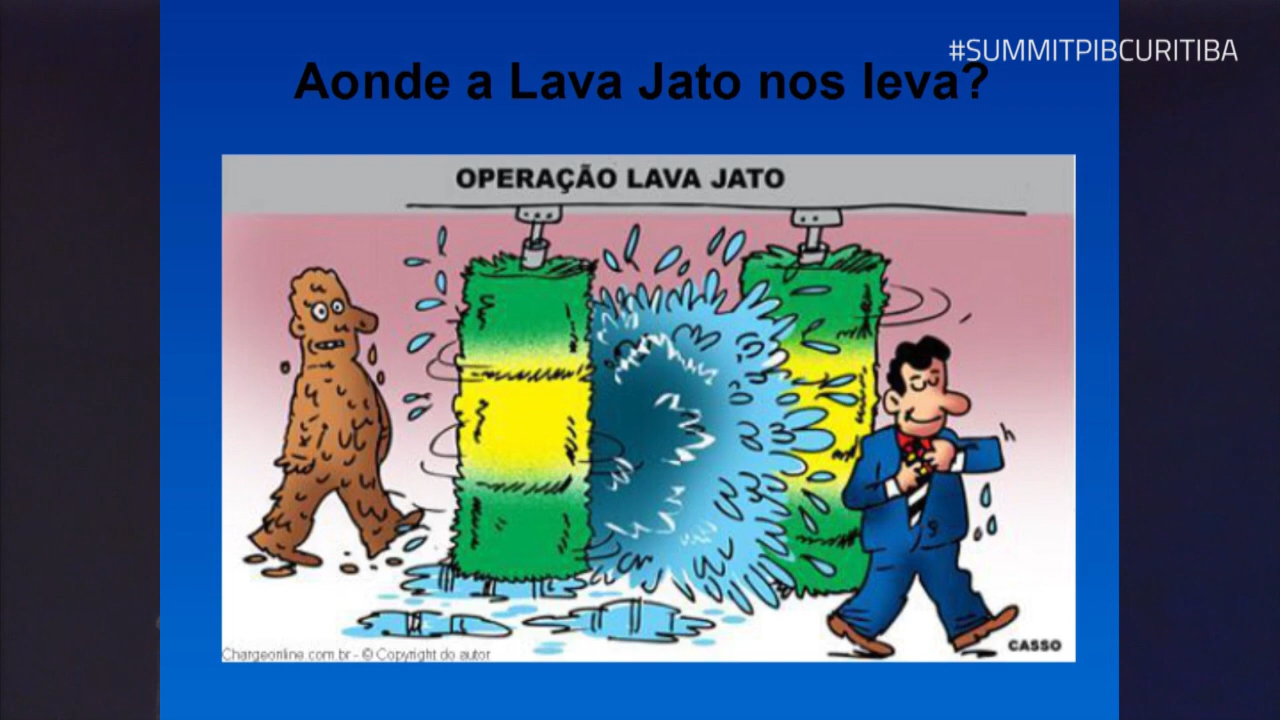 #SUMMITPIBCURITIBA
Aonde a Lava Jato nos leva?
OPERAÇÃO LAVA JATO
Chargeonline.com.br - © Copyright do autor
CASSO